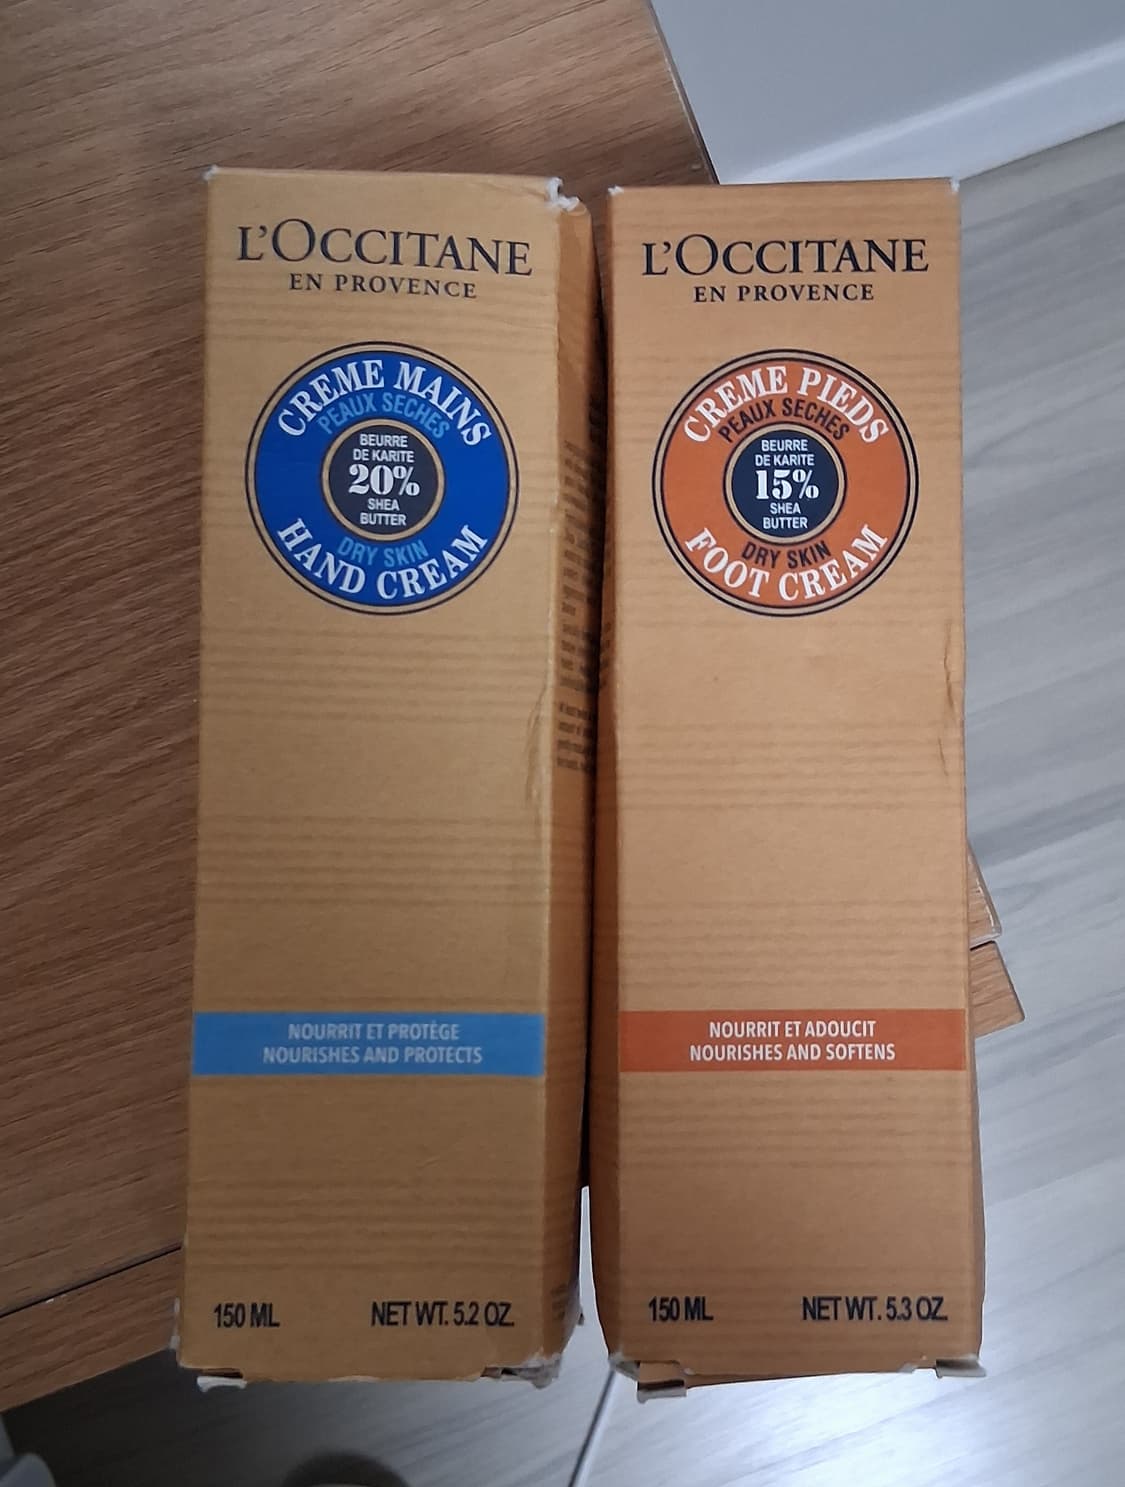 L'OCCITANE
EN PROVENCE
CREME MAINS
PEAUX SECHES
BEURRE
DE KARITE
20%
SHEA
BUTTER
DRY SKIN
HAND CREAM
NOURRIT ET PROTÈGE
NOURISHES AND PROTECTS
150 ML NET WT. 5.2 OZ.
L'OCCITANE
EN PROVENCE
CREME PIEDS
PEAUX SECHES
BEURRE
DE KARITE
15%
SHEA
BUTTER
DRY SKIN
FOOT CREAM
NOURRIT ET ADOUCIT
NOURISHES AND SOFTENS
150 ML NET WT. 5.3 OZ.